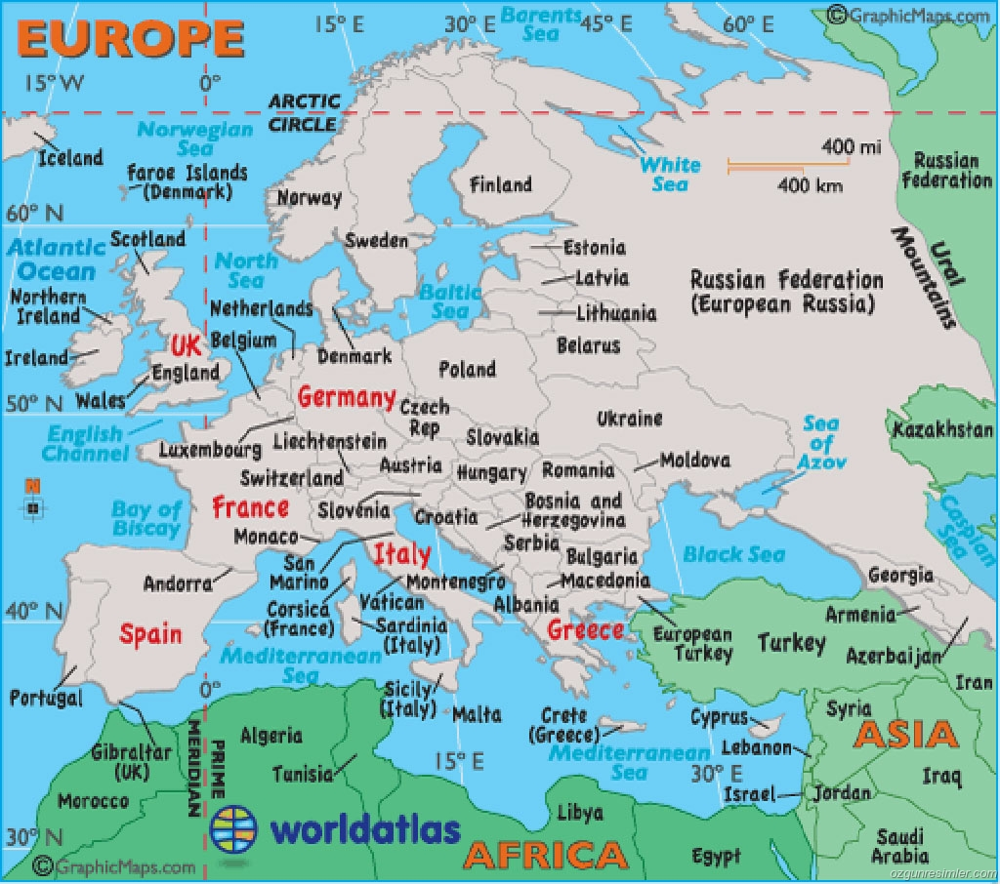 EUROPE
15° E
30° E
Barents
Sea
45° E
60° E
©GraphicMaps.com
15° W
0°
ARCTIC
CIRCLE
Iceland
Norwegian
Sea
Faroe Islands
(Denmark)
White
Sea
400 mi
400 km
Russian
Federation
Norway
Finland
60° N
Scotland
Sweden
Atlantic
Ocean
North
Sea
Estonia
Ural
Mountains
Latvia
Russian Federation
(European Russia)
Northern
Ireland
Netherlands
Baltic
Sea
Lithuania
Ireland
UK
Belgium
Denmark
Belarus
England
Poland
Wales
50° N
Germany
Czech
Rep
Ukraine
English
Channel
Luxembourg
Liechtenstein
Slovakia
Sea
of
Azov
Kazakhstan
Switzerland
Austria
Hungary
Romania
Moldova
N
Bay of
Biscay
France
Slovenia
Croatia
Bosnia and
Herzegovina
Caspian
Sea
Monaco
Italy
Serbia
Bulgaria
Black Sea
Andorra
San
Marino
Montenegro
Macedonia
Georgia
40° N
Corsica
(France)
Vatican
Albania
Armenia
Spain
Sardinia
(Italy)
Greece
European
Turkey
Turkey
Azerbaijan
Mediterranean
Sea
Iran
Portugal
0°
Sicily
(Italy)
Malta
Crete
(Greece)
Cyprus
Syria
ASIA
Gibraltar
(UK)
PRIME
MERIDIAN
Algeria
15° E
Mediterranean
Sea
30° E
Lebanon
Tunisia
Iraq
Morocco
Israel
Jordan
30° N
worldatlas
Libya
Saudi
Arabia
AFRICA
Egypt
©GraphicMaps.com
ozgunresimler.com